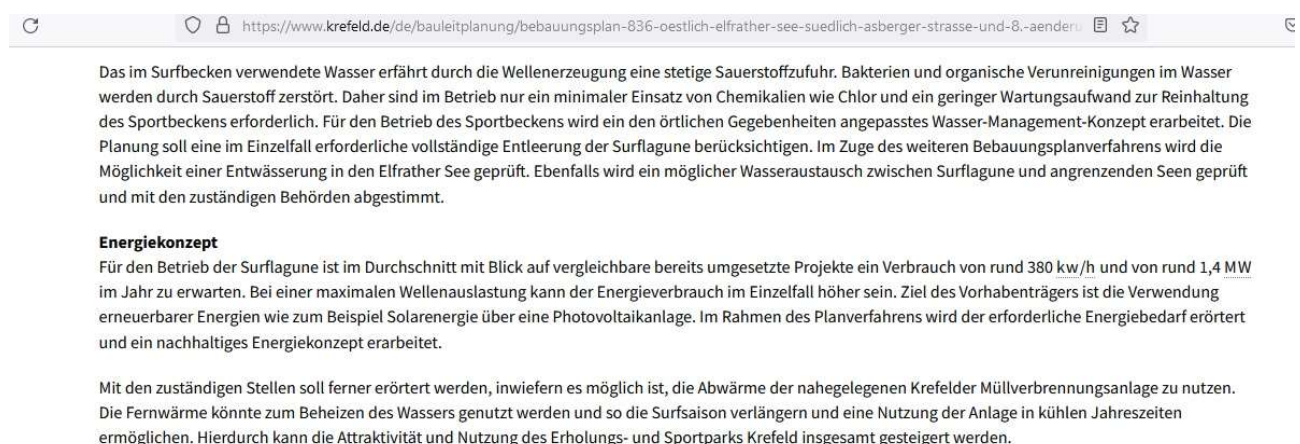 https://www.krefeld.de/de/bauleitplanung/bebauungsplan-836-oestlich-elfrather-see-suedlich-asberger-strasse-und-8.-aenderu
Das im Surfbecken verwendete Wasser erfährt durch die Wellenerzeugung eine stetige Sauerstoffzufuhr. Bakterien und organische Verunreinigungen im Wasser
werden durch Sauerstoff zerstört. Daher sind im Betrieb nur ein minimaler Einsatz von Chemikalien wie Chlor und ein geringer Wartungsaufwand zur Reinhaltung
des Sportbeckens erforderlich. Für den Betrieb des Sportbeckens wird ein den örtlichen Gegebenheiten angepasstes Wasser-Management-Konzept erarbeitet. Die
Planung soll eine im Einzelfall erforderliche vollständige Entleerung der Surflagune berücksichtigen. Im Zuge des weiteren Bebauungsplanverfahrens wird die
Möglichkeit einer Entwässerung in den Elfrather See geprüft. Ebenfalls wird ein möglicher Wasseraustausch zwischen Surflagune und angrenzenden Seen geprüft
und mit den zuständigen Behörden abgestimmt.
Energiekonzept
Für den Betrieb der Surflagune ist im Durchschnitt mit Blick auf vergleichbare bereits umgesetzte Projekte ein Verbrauch von rund 380 kw/h und von rund 1,4 MW
im Jahr zu erwarten. Bei einer maximalen Wellenauslastung kann der Energieverbrauch im Einzelfall höher sein. Ziel des Vorhabenträgers ist die Verwendung
erneuerbarer Energien wie zum Beispiel Solarenergie über eine Photovoltaikanlage. Im Rahmen des Planverfahrens wird der erforderliche Energiebedarf erörtert
und ein nachhaltiges Energiekonzept erarbeitet.
Mit den zuständigen Stellen soll ferner erörtert werden, inwiefern es möglich ist, die Abwärme der nahegelegenen Krefelder Müllverbrennungsanlage zu nutzen.
Die Fernwärme könnte zum Beheizen des Wassers genutzt werden und so die Surfsaison verlängern und eine Nutzung der Anlage in kühlen Jahreszeiten
ermöglichen. Hierdurch kann die Attraktivität und Nutzung des Erholungs- und Sportparks Krefeld insgesamt gesteigert werden.